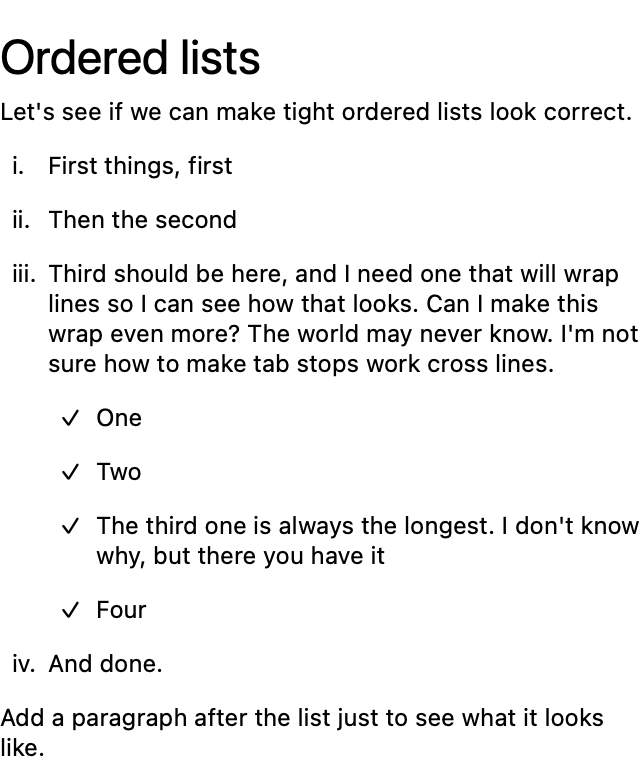 Ordered lists
Let's see if we can make tight ordered lists look correct.
i. First things, first
ii. Then the second
iii. Third should be here, and I need one that will wrap
lines so I can see how that looks. Can I make this
wrap even more? The world may never know. I'm not
sure how to make tab stops work cross lines.
✓ One
✓ Two
✓ The third one is always the longest. I don't know
why, but there you have it
✓ Four
iv. And done.
Add a paragraph after the list just to see what it looks
like.